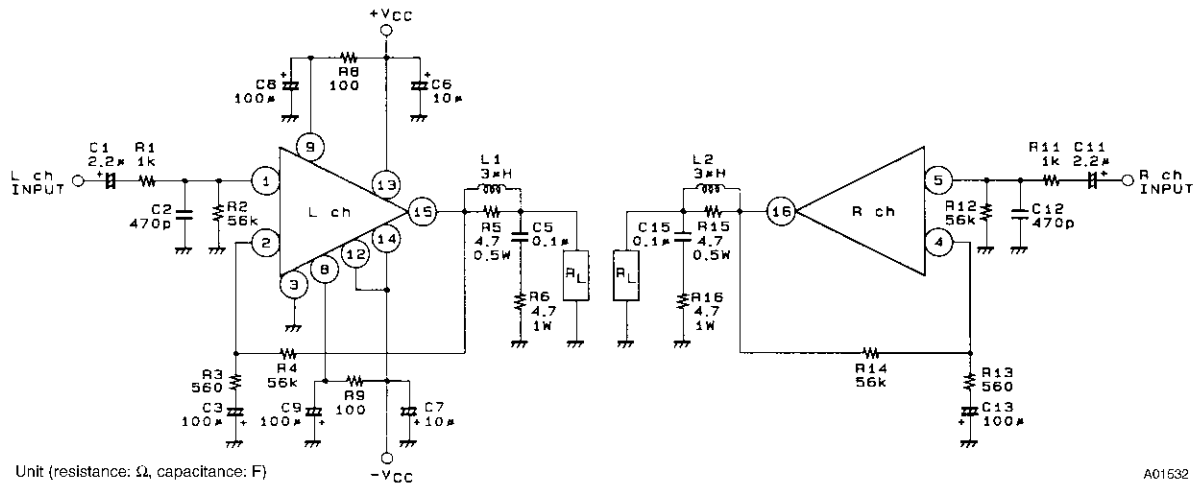 +VCC
C8
100µ
R8
100
C6
10µ
L ch
INPUT
C1
2.2µ
R1
1k
C2
470p
R2
56k
1
2
3
9
13
L ch
15
14
12
8
L1
3µH
R5
4.7
0.5W
C5
0.1µ
R6
4.7
1W
RL
R3
560
C3
100µ
R4
56k
C9
100µ
R9
100
C7
10µ
-VCC
L2
3µH
RL
C15
0.1µ
R15
4.7
0.5W
R16
4.7
1W
16
R ch
5
4
R11
1k
C11
2.2µ
R ch
INPUT
R12
56k
C12
470p
R14
56k
R13
560
C13
100µ
Unit (resistance: Ω, capacitance: F)
A01532